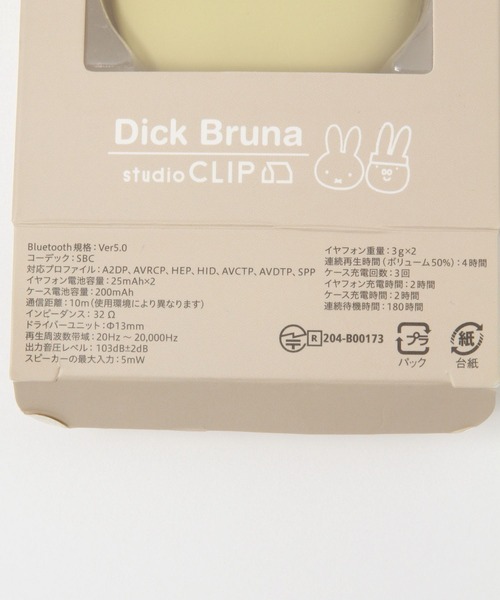 Dick Bruna
studio CLIP
Bluetooth規格：Ver5.0
コーデック：SBC
対応プロファイル：A2DP、AVRCP、HEP、HID、AVCTP、AVDTP、SPP
イヤフォン電池容量：25mAh×2
ケース電池容量：200mAh
通信距離：10m（使用環境により異なります）
インピーダンス：32 Ω
ドライバーユニット：Φ13mm
再生周波数帯域：20Hz 〜 20,000Hz
出力音圧レベル：103dB±2dB
スピーカーの最大入力：5mW
イヤフォン重量：3g×2
連続再生時間（ボリューム50%）：4時間
ケース充電回数：3回
イヤフォン充電時間：2時間
ケース充電時間：2時間
連続待機時間：180時間
R 204-B00173
プラ
パック
紙
台紙